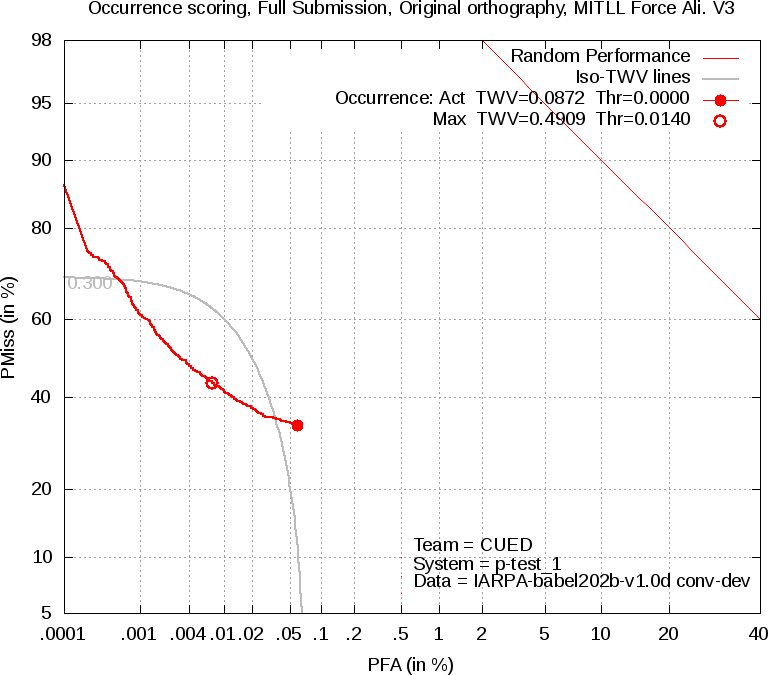 Occurrence scoring, Full Submission, Original orthography, MITLL Force Ali. V3
Random Performance
Iso-TWV lines
Occurrence: Act TWV=0.0872 Thr=0.0000
Max TWV=0.4909 Thr=0.0140
98
95
90
80
60
40
20
10
5
PMiss (in %)
0.300
Team = CUED
System = p-test_1
Data = IARPA-babel202b-v1.0d conv-dev
.0001 .001 .004 .01 .02 .05 .1 .2 .5 1 2 5 10 20 40
PFA (in %)